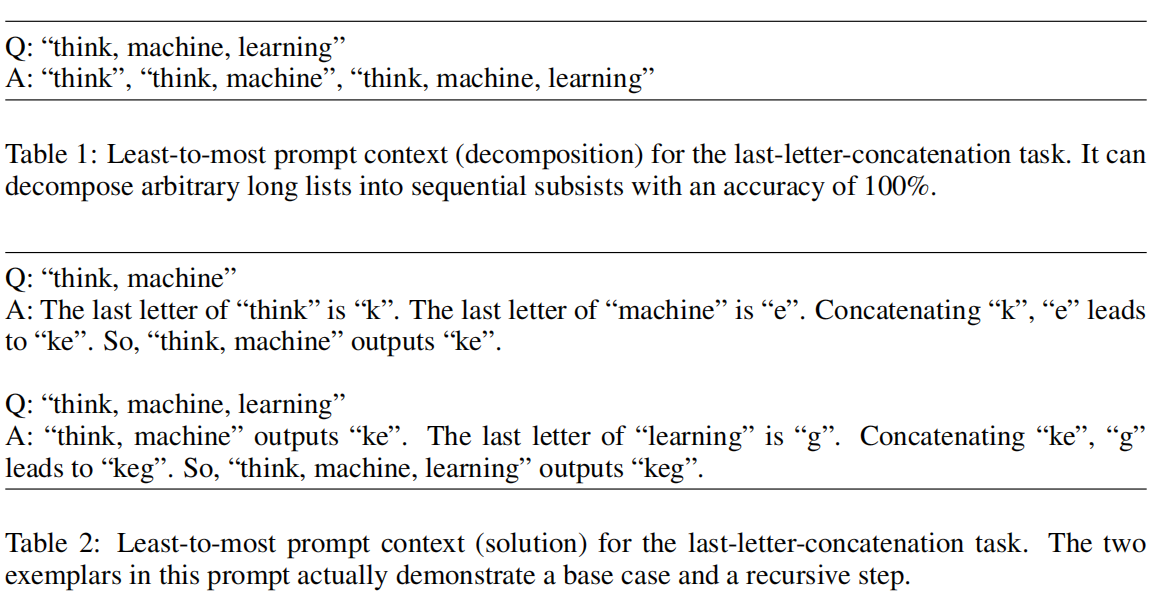 Q: “think, machine, learning”
A: “think”, “think, machine”, “think, machine, learning”
Table 1: Least-to-most prompt context (decomposition) for the last-letter-concatenation task. It can
decompose arbitrary long lists into sequential subsists with an accuracy of 100%.
Q: “think, machine”
A: The last letter of “think” is “k”. The last letter of “machine” is “e”. Concatenating “k”, “e” leads
to “ke”. So, “think, machine” outputs “ke”.
Q: “think, machine, learning”
A: “think, machine” outputs “ke”. The last letter of “learning” is “g”. Concatenating “ke”, “g”
leads to “keg”. So, “think, machine, learning” outputs “keg”.
Table 2: Least-to-most prompt context (solution) for the last-letter-concatenation task. The two
exemplars in this prompt actually demonstrate a base case and a recursive step.